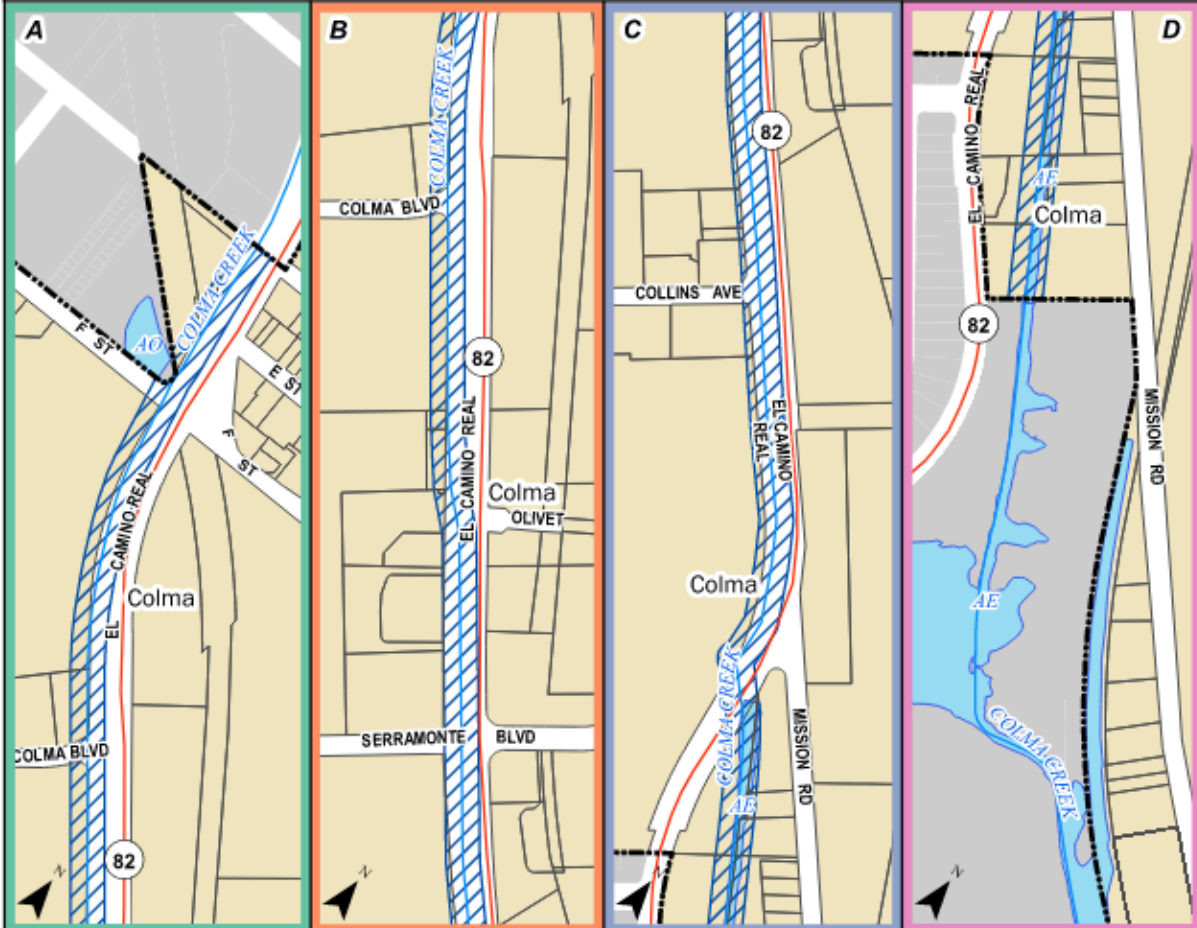 A
COLMA CREEK
AO
F ST
E ST
F ST
EL CAMINO REAL
Colma
COLMA BLVD
82
N
B
COLMA CREEK
COLMA BLVD
82
EL CAMINO REAL
Colma
OLIVET
SERRAMONTE BLVD
N
C
82
COLLINS AVE
EL CAMINO
REAL
Colma
COLMA CREEK
MISSION RD
AE
N
D
EL CAMINO REAL
AE
Colma
82
MISSION RD
AE
COLMA CREEK
N